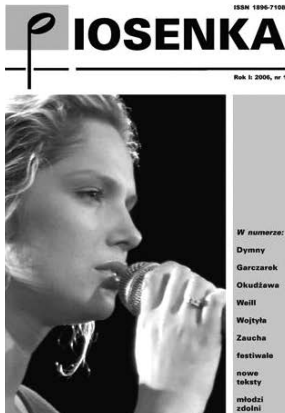 ISSN 1896-7108
PIOSENKA
Rok I: 2006, nr 1
W numerze:
Dymny
Garczarek
Okudżawa
Weill
Wojtyła
Zaucha
festiwale
nowe
teksty
młodzi
zdolni